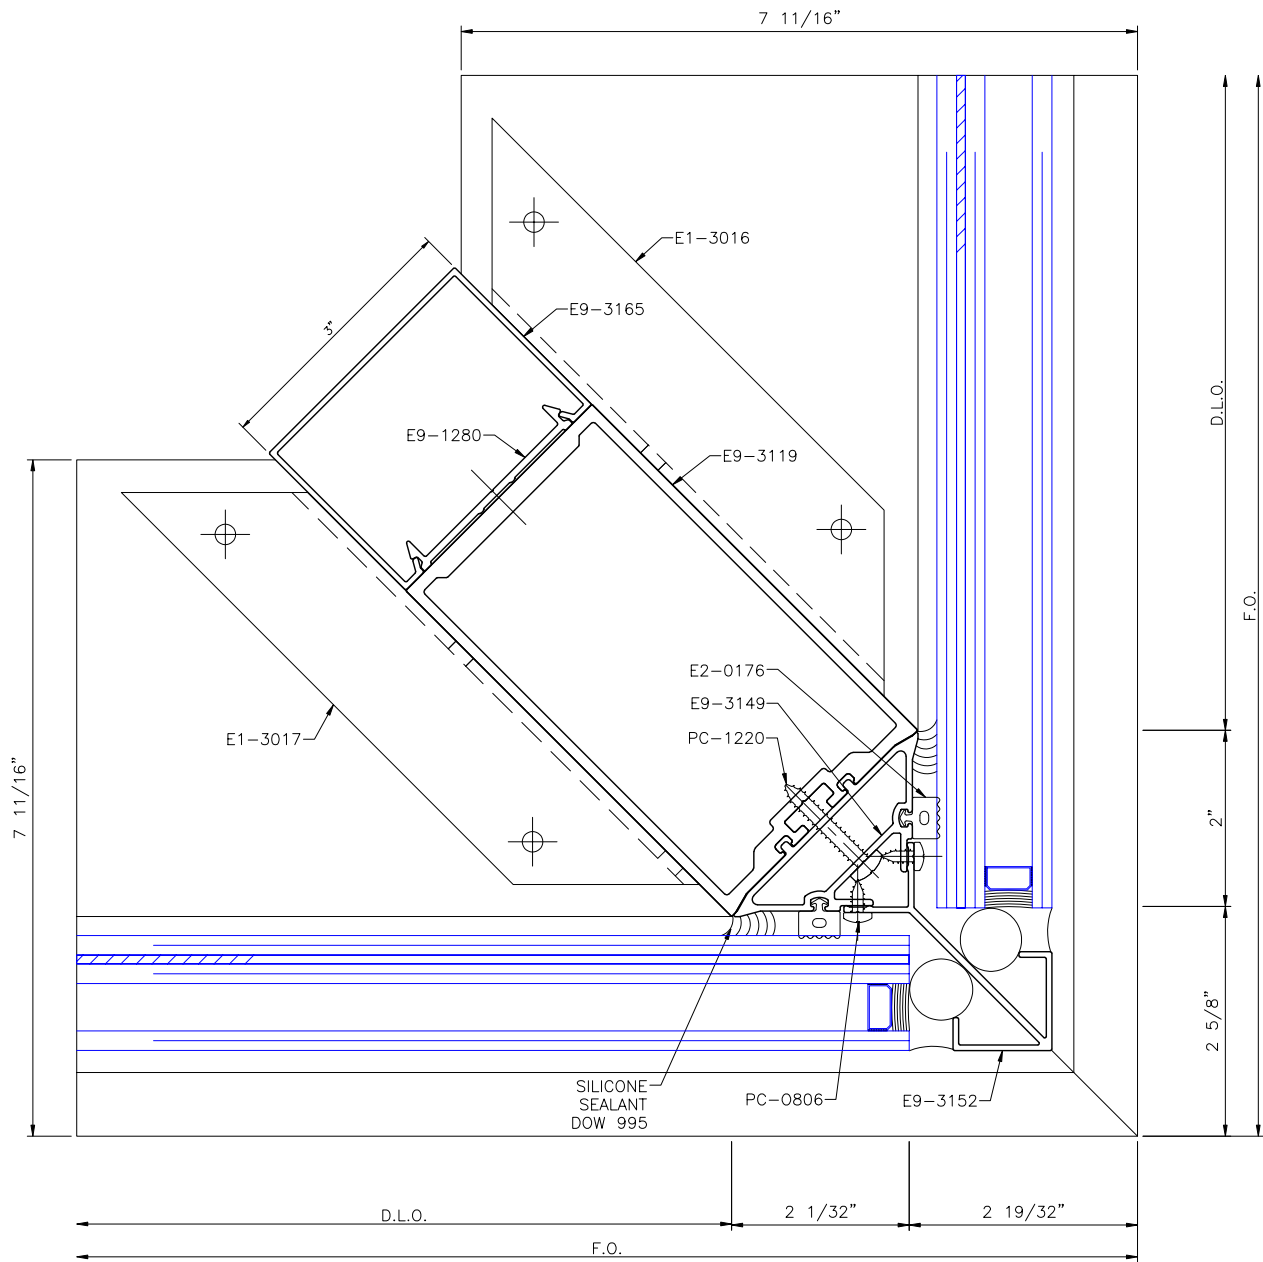 7 11/16”
E1-3016
E9-3165
3”
D.L.O.
E9-1280
E9-3119
F.O.
E2-0176
E9-3149
PC-1220
E1-3017
7 11/16”
2”
2 5/8”
SILICONE
SEALANT
DOW 995
PC-0806
E9-3152
D.L.O.
2 1/32”
2 19/32”
F.O.